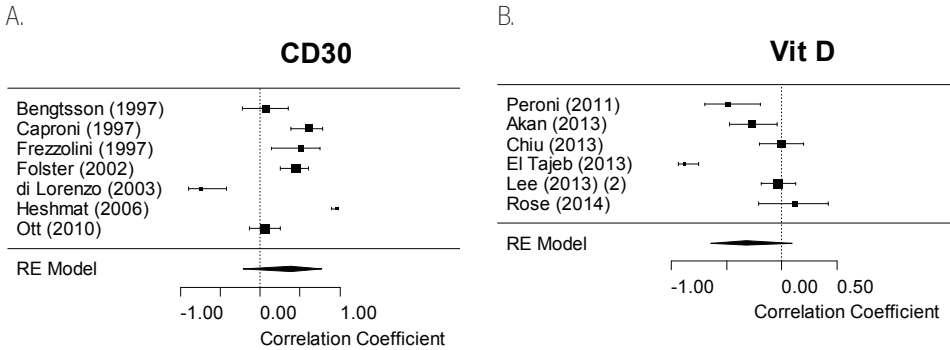 A.
CD30
Bengtsson (1997)
Caproni (1997)
Frezzolini (1997)
Folster (2002)
di Lorenzo (2003)
Heshmat (2006)
Ott (2010)
RE Model
-1.00 0.00 1.00
Correlation Coefficient
B.
Vit D
Peroni (2011)
Akan (2013)
Chiu (2013)
El Tajeb (2013)
Lee (2013) (2)
Rose (2014)
RE Model
-1.00 0.00 0.50
Correlation Coefficient